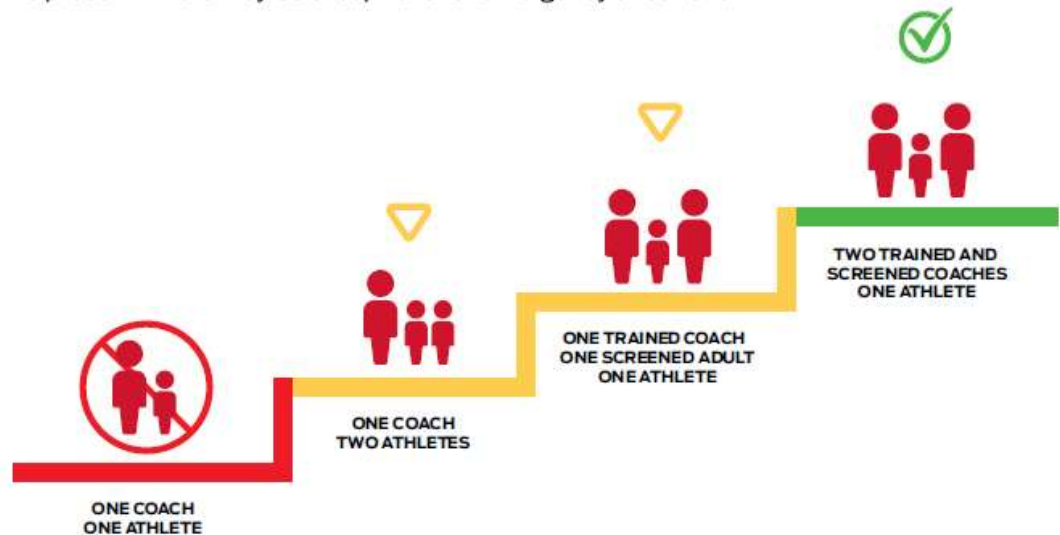 ONE COACH
ONE ATHLETE
ONE COACH
TWO ATHLETES
ONE TRAINED COACH
ONE SCREENED ADULT
ONE ATHLETE
TWO TRAINED AND
SCREENED COACHES
ONE ATHLETE